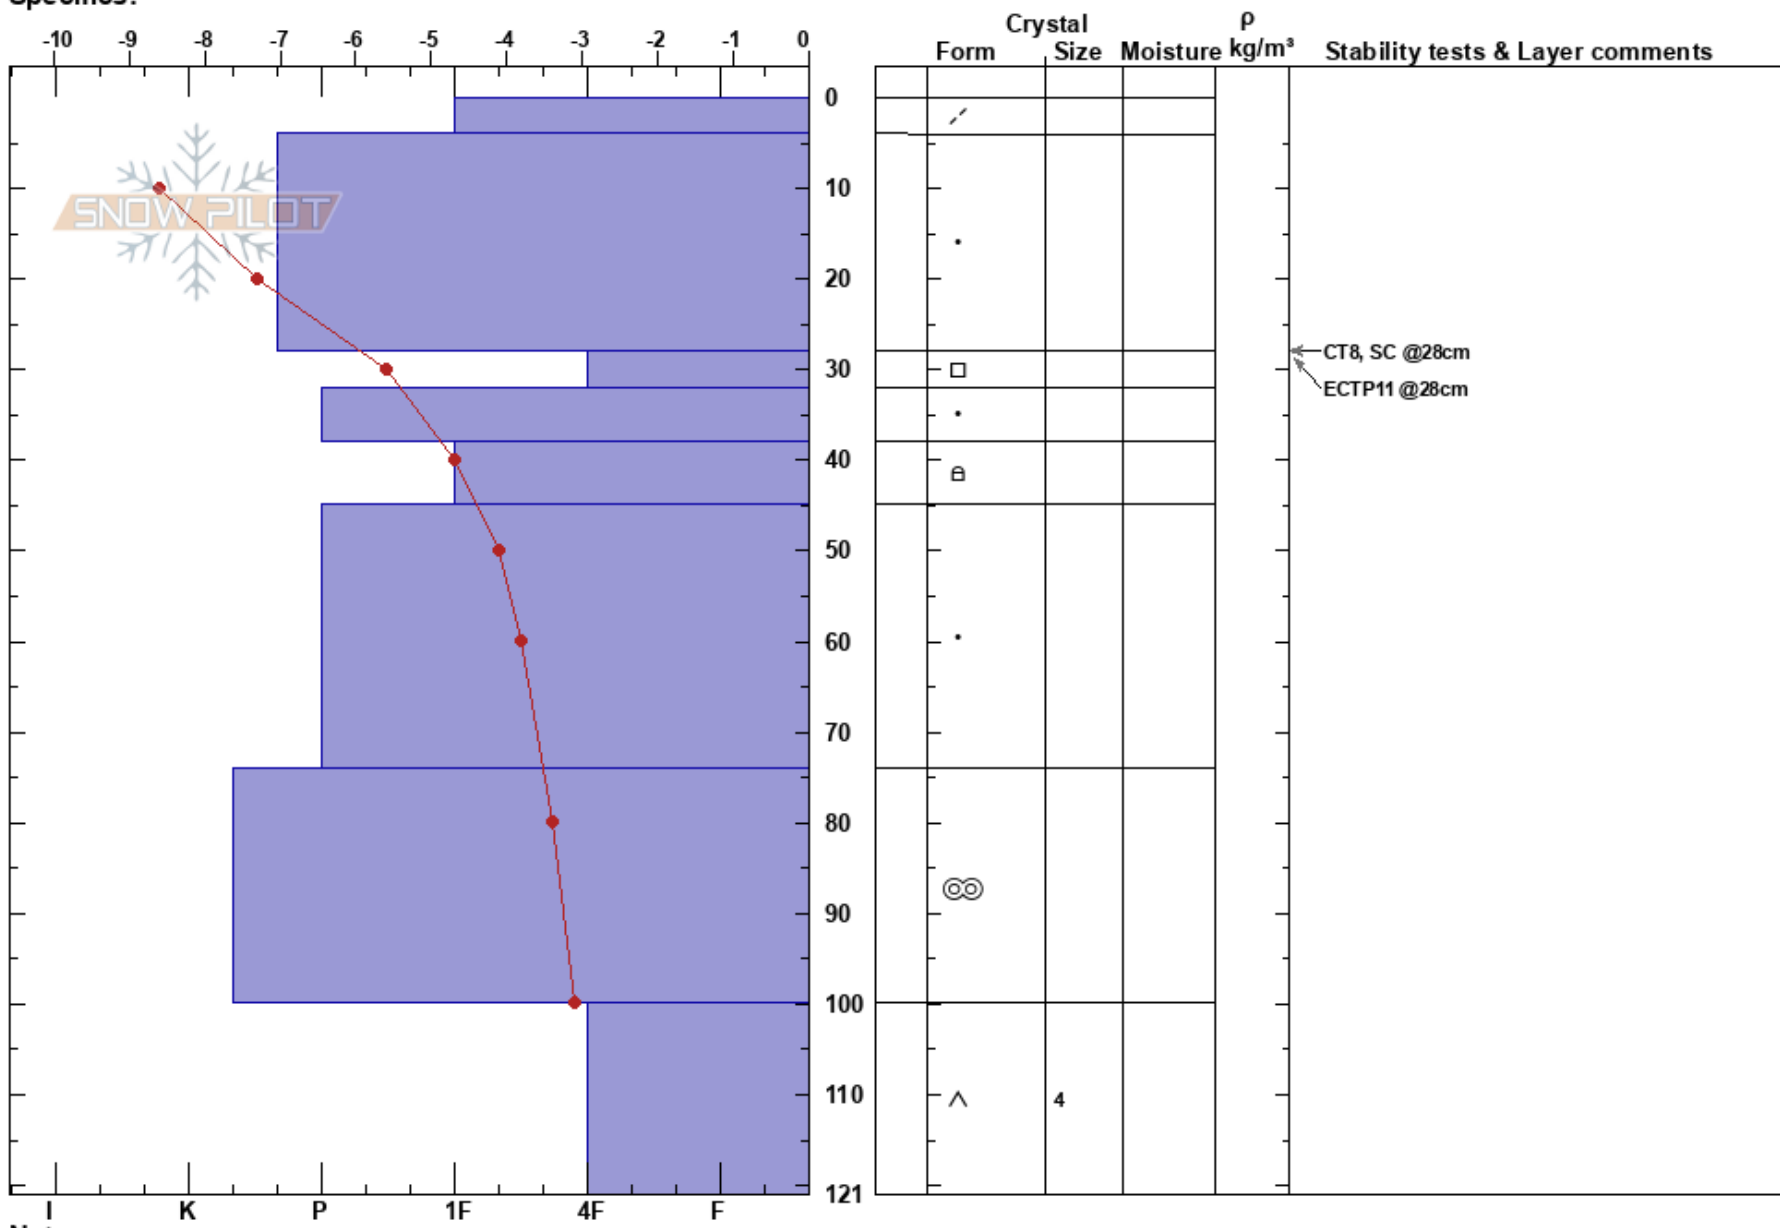 Specifics:
-10 -9 -8 -7 -6 -5 -4 -3 -2 -1 0
Crystal ρ
Form Size Moisture kg/m³ Stability tests & Layer comments
0
10
SNOW PILOT
20
CT8, SC @28cm
30
ECTP11 @28cm
40
50
60
70
80
90
100
110 4
121
I K P 1F 4F F